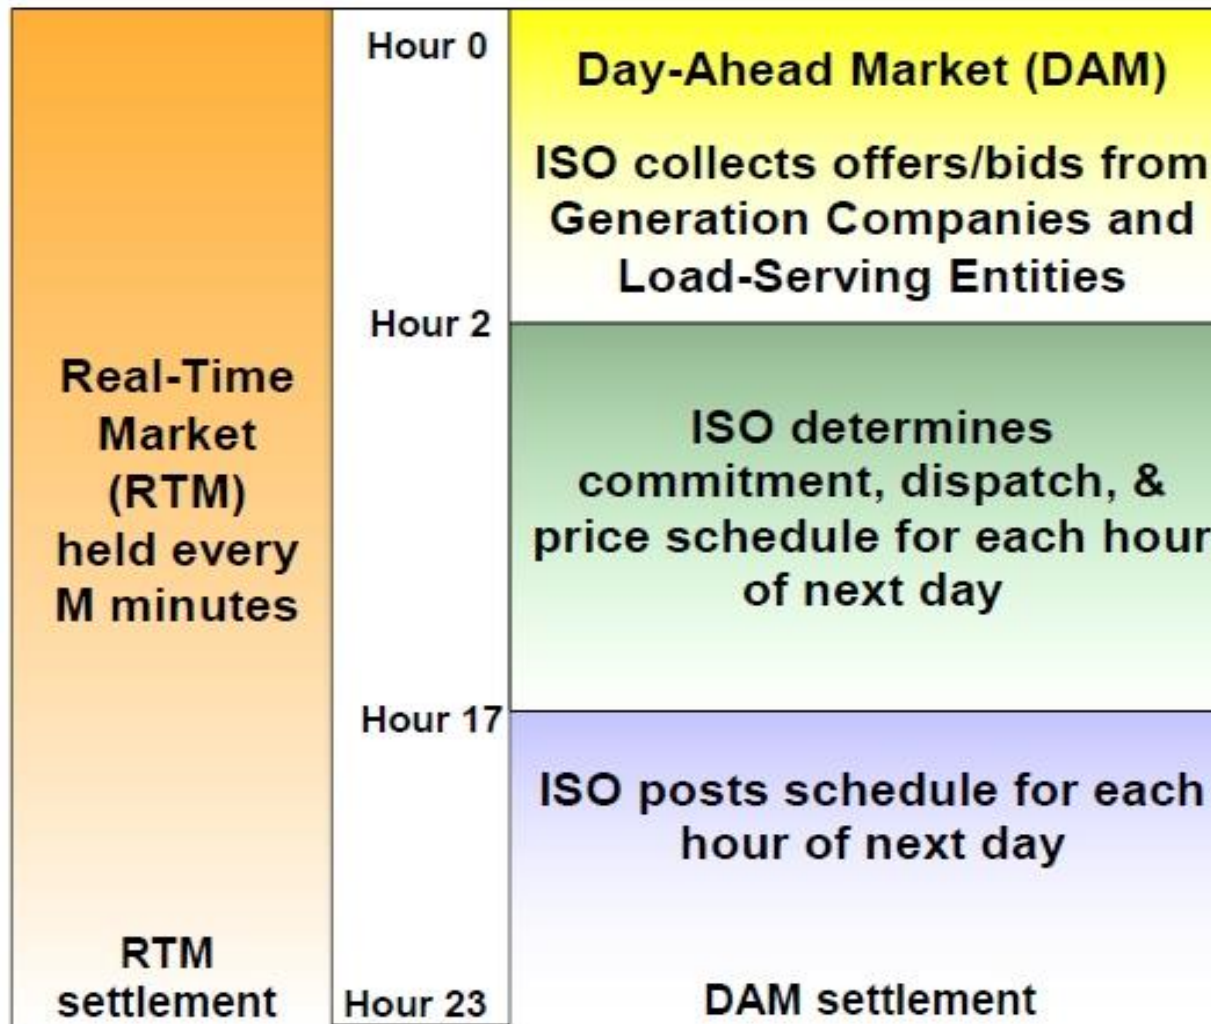 Real-Time
Market
(RTM)
held every
M minutes
RTM
settlement
Hour 0
Hour 2
Hour 17
Hour 23
Day-Ahead Market (DAM)
ISO collects offers/bids from
Generation Companies and
Load-Serving Entities
ISO determines
commitment, dispatch, &
price schedule for each hour
of next day
ISO posts schedule for each
hour of next day
DAM settlement